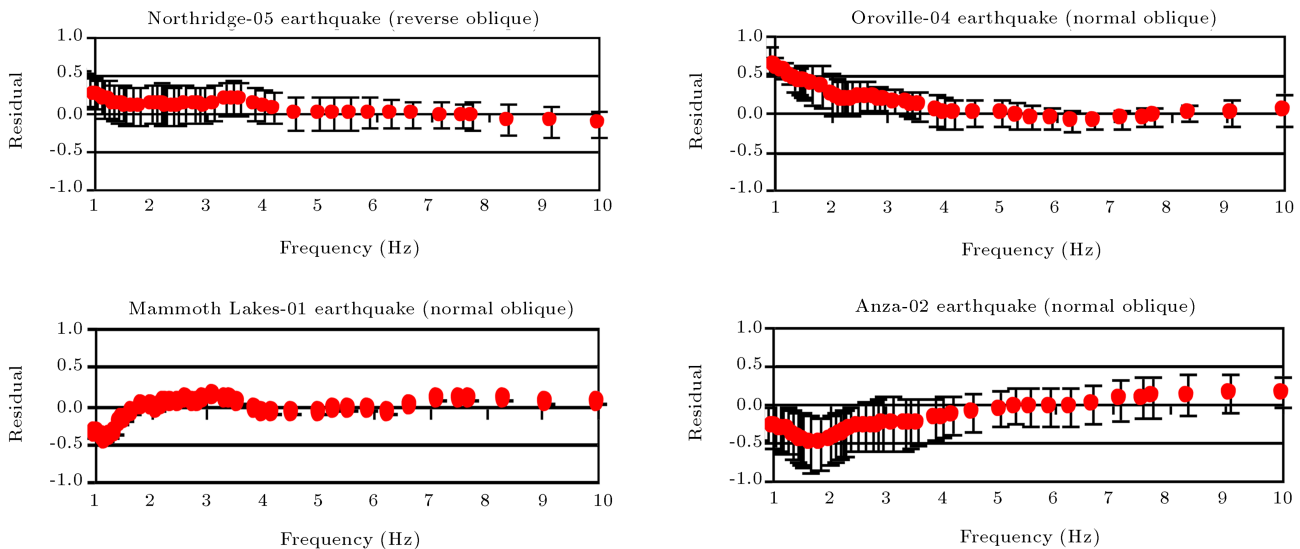 Northridge-05 earthquake (reverse oblique)
1.0
0.5
0.0
-0.5
-1.0
Residual
1 2 3 4 5 6 7 8 9 10
Frequency (Hz)
Oroville-04 earthquake (normal oblique)
1.0
0.5
0.0
-0.5
-1.0
Residual
1 2 3 4 5 6 7 8 9 10
Frequency (Hz)
Mammoth Lakes-01 earthquake (normal oblique)
1.0
0.5
0.0
-0.5
-1.0
Residual
1 2 3 4 5 6 7 8 9 10
Frequency (Hz)
Anza-02 earthquake (normal oblique)
1.0
0.5
0.0
-0.5
-1.0
Residual
1 2 3 4 5 6 7 8 9 10
Frequency (Hz)